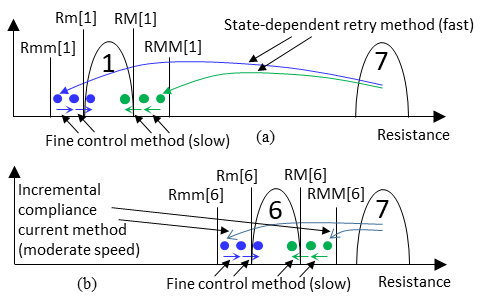 Rm[1]
RM[1]
State-dependent retry method (fast)
Rmm[1]
RMM[1]
1
7
Fine control method (slow)
(a)
Resistance
Rm[6]
RM[6]
Rmm[6]
RMM[6]
Incremental
compliance
current method
(moderate speed)
6
7
(b)
Fine control method (slow)
Resistance